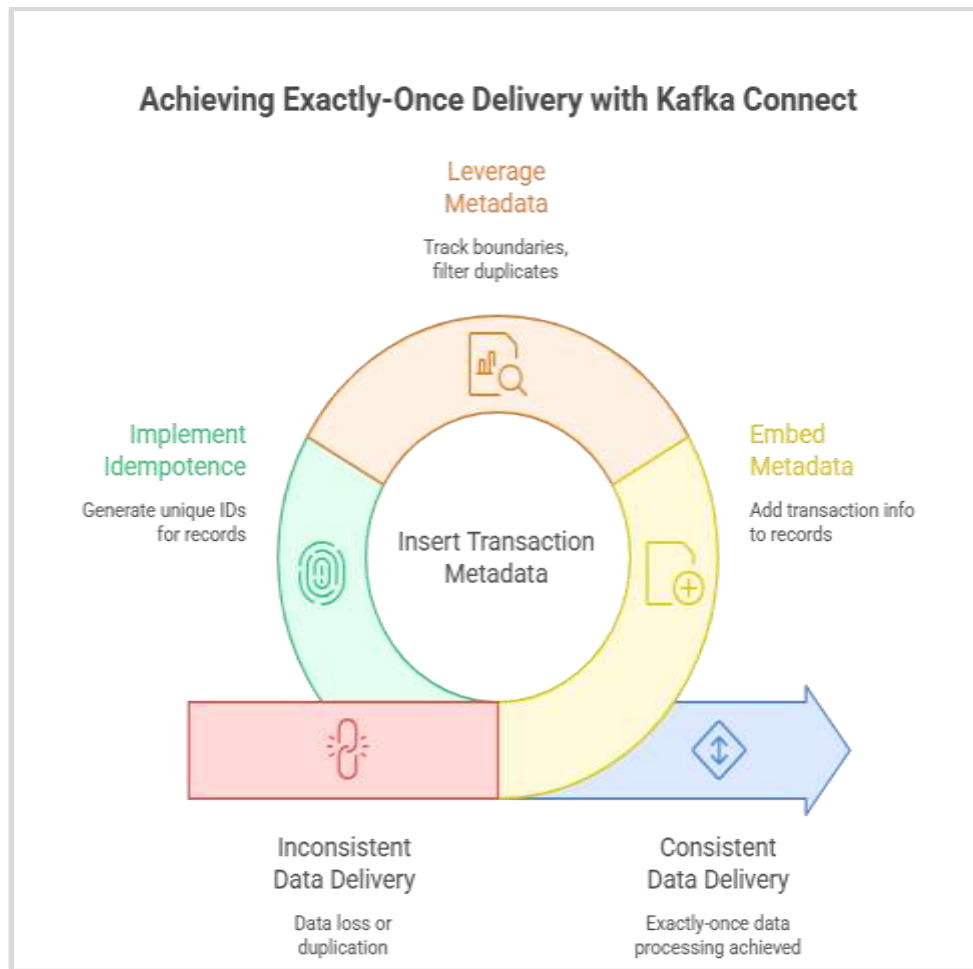 Achieving Exactly-Once Delivery with Kafka Connect
Leverage
Metadata
Track boundaries,
filter duplicates
Implement
Idempotence
Generate unique IDs
for records
Embed
Metadata
Add transaction info
to records
Insert Transaction
Metadata
Inconsistent
Data Delivery
Data loss or
duplication
Consistent
Data Delivery
Exactly-once data
processing achieved